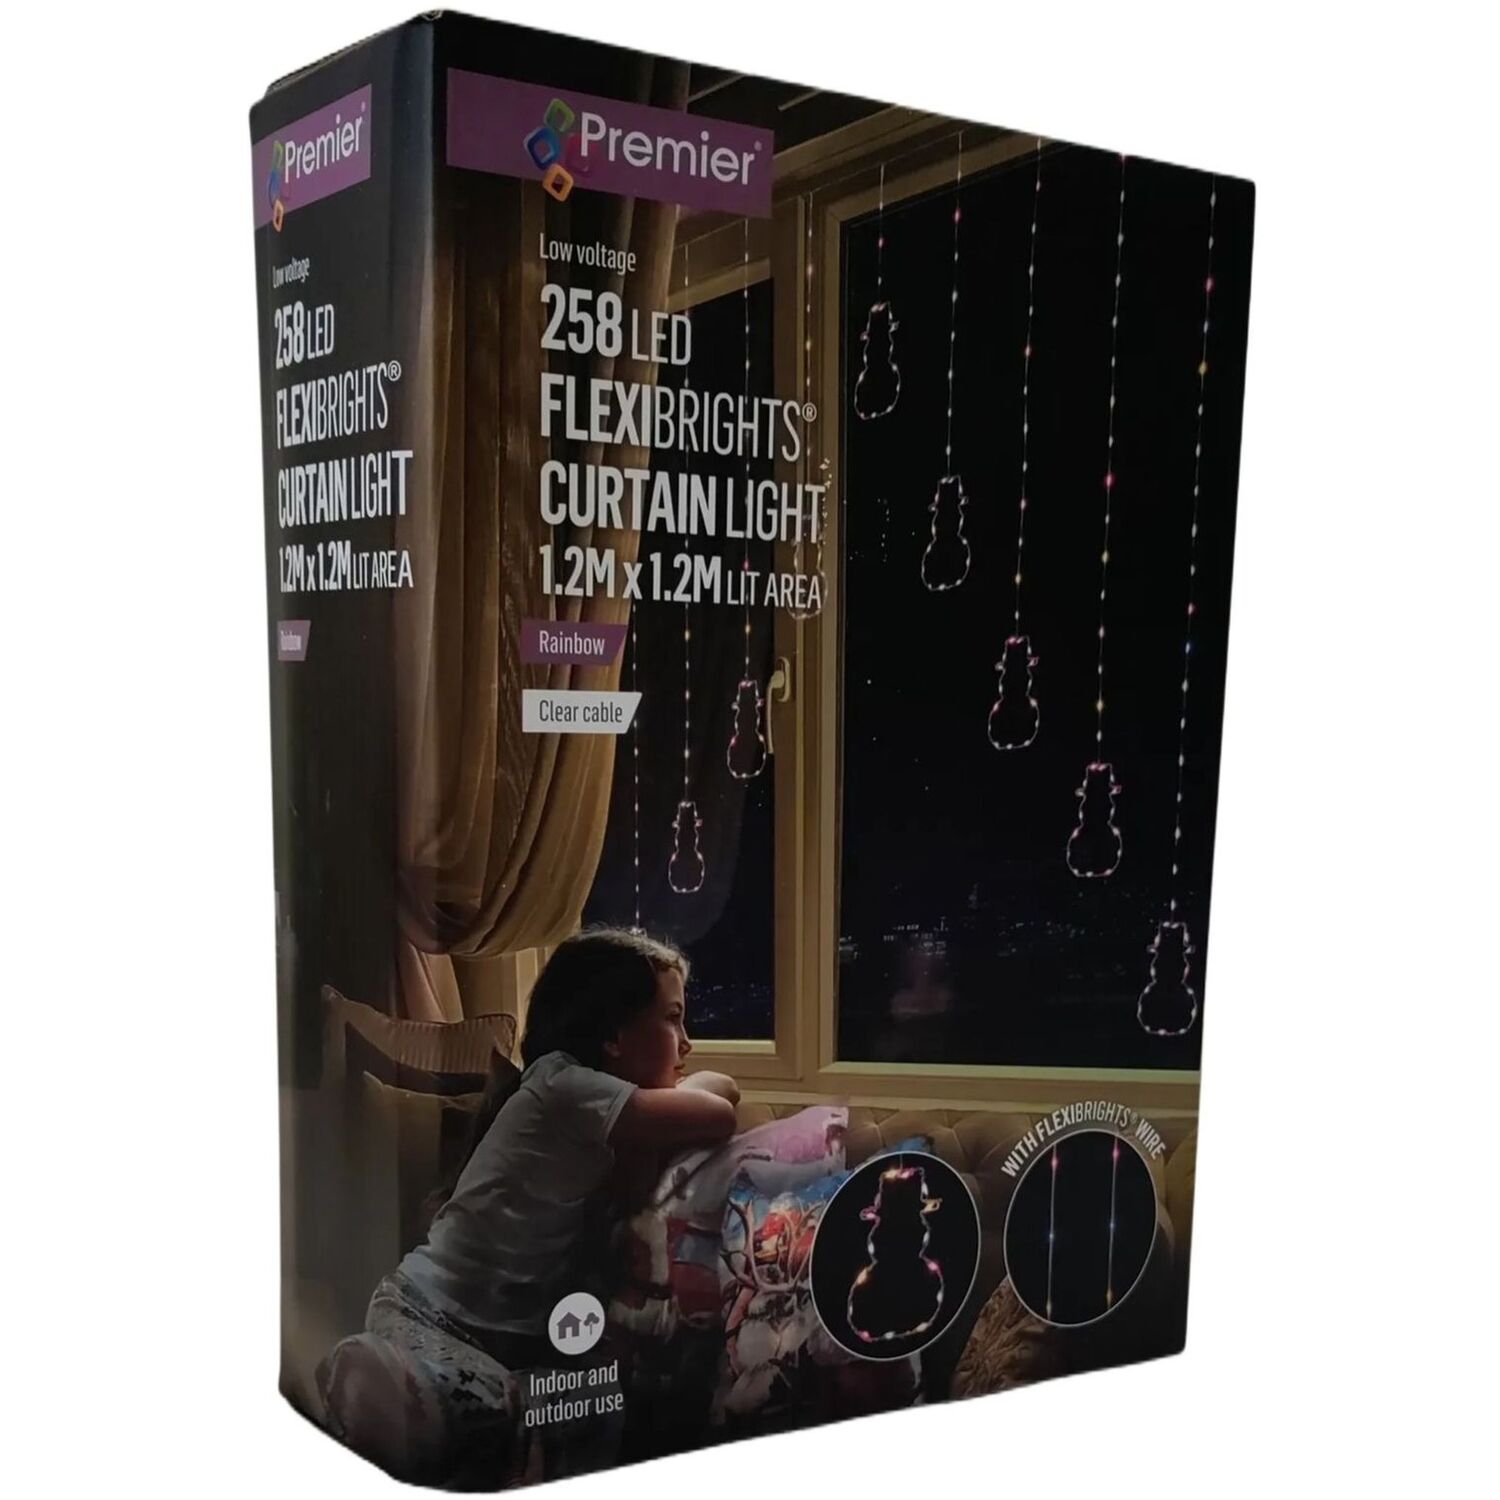 Premier
Low voltage
258 LED
FLEXIBRIGHTS®
CURTAIN LIGHT
1.2M x 1.2M LIT AREA
Rainbow
Premier®
Low voltage
258 LED
FLEXIBRIGHTS®
CURTAIN LIGHT
1.2M x 1.2M LIT AREA
Rainbow
Clear cable
WITH FLEXIBRIGHTS® WIRE
Indoor and
outdoor use